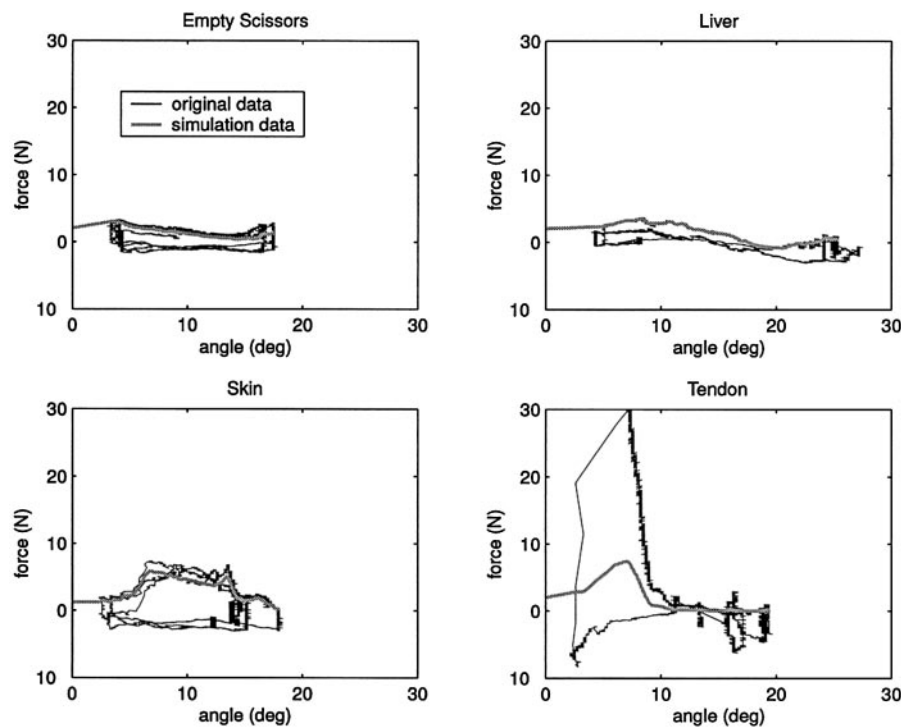 Empty Scissors
30
20
10
0
10
force (N)
original data
simulation data
0 10 20 30
angle (deg)
Liver
30
20
10
0
10
force (N)
0 10 20 30
angle (deg)
Skin
30
20
10
0
10
force (N)
0 10 20 30
angle (deg)
Tendon
30
20
10
0
10
force (N)
0 10 20 30
angle (deg)